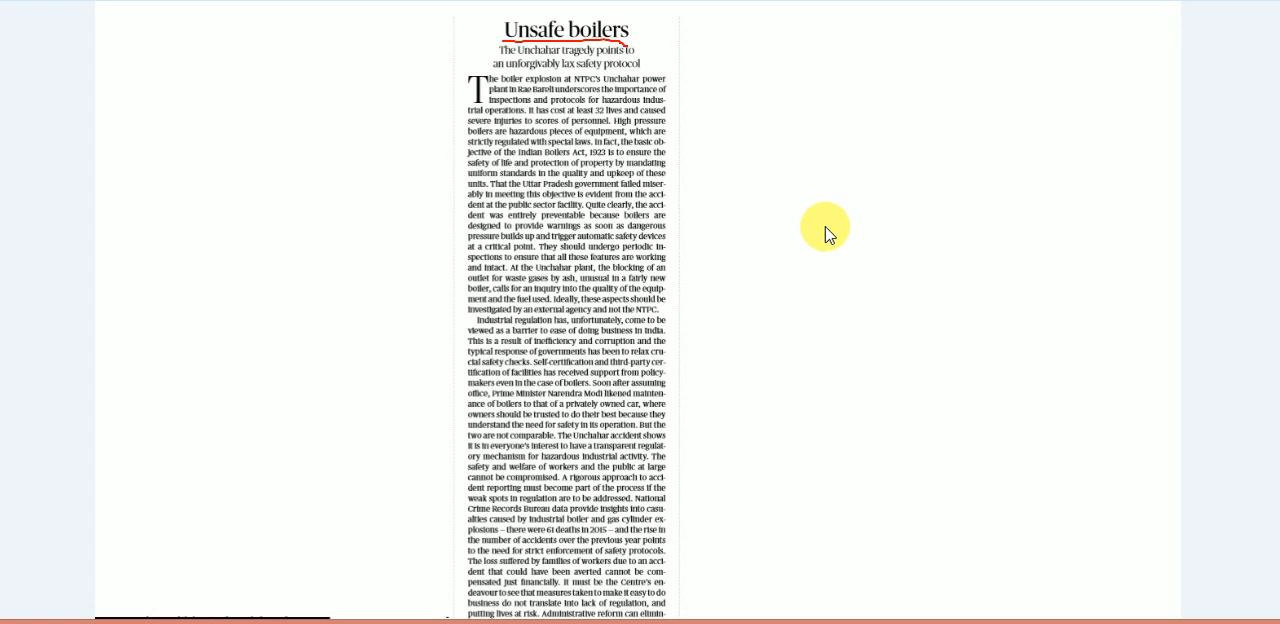 Unsafe boilers
The Unchahar tragedy points to
an unforgivably lax safety protocol
The boiler explosion at NTPC's Unchahar power
plant in Rae Bareli underscores the importance of
inspections and protocols for hazardous indus-
trial operations. It has cost at least 32 lives and caused
severe injuries to scores of personnel. High pressure
boilers are hazardous pieces of equipment, which are
strictly regulated with special laws. In fact, the basic ob-
jective of the Indian Boilers Act, 1923 is to ensure the
safety of life and protection of property by mandating
uniform standards in the quality and upkeep of these
units. That the Uttar Pradesh government failed miser-
ably in meeting this objective is evident from the acci-
dent at the public sector facility. Quite clearly, the acci-
dent was entirely preventable because boilers are
designed to provide warnings as soon as dangerous
pressure builds up and trigger automatic safety devices
at a critical point. They should undergo periodic in-
spections to ensure that all these features are working
and intact. At the Unchahar plant, the blocking of an
outlet for waste gases by ash, unusual in a fairly new
boiler, calls for an inquiry into the quality of the equip-
ment and the fuel used. Ideally, these aspects should be
investigated by an external agency and not the NTPC.
Industrial regulation has, unfortunately, come to be
viewed as a barrier to ease of doing business in India.
This is a result of inefficiency and corruption and the
typical response of governments has been to relax cru-
cial safety checks. Self-certification and third-party cer-
tification of facilities has received support from policy-
makers even in the case of boilers. Soon after assuming
office, Prime Minister Narendra Modi likened mainten-
ance of boilers to that of a privately owned car, where
owners should be trusted to do their best because they
understand the need for safety in its operation. But the
two are not comparable. The Unchahar accident shows
it is in everyone's interest to have a transparent regulat-
ory mechanism for hazardous industrial activity. The
safety and welfare of workers and the public at large
cannot be compromised. A rigorous approach to acci-
dent reporting must become part of the process if the
weak spots in regulation are to be addressed. National
Crime Records Bureau data provide insights into casu-
alties caused by industrial boiler and gas cylinder ex-
plosions – there were 61 deaths in 2015 – and the rise in
the number of accidents over the previous year points
to the need for strict enforcement of safety protocols.
The loss suffered by families of workers due to an acci-
dent that could have been averted cannot be com-
pensated just financially. It must be the Centre's en-
deavour to see that measures taken to make it easy to do
business do not translate into lack of regulation, and
putting lives at risk. Administrative reform can elimin-